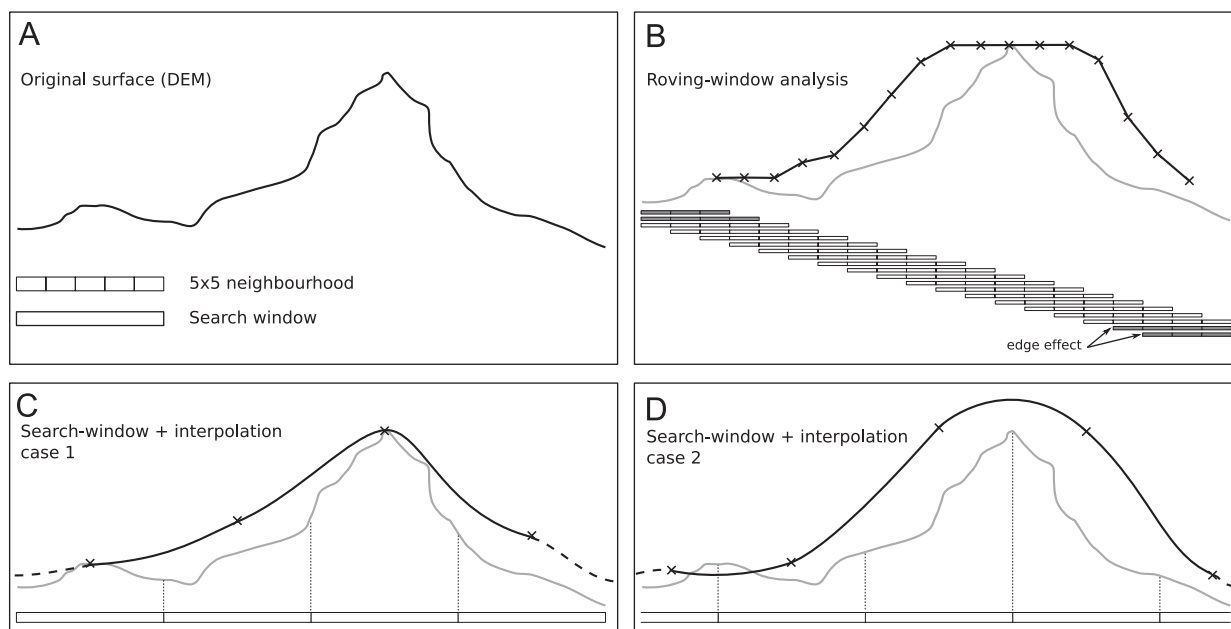 A
Original surface (DEM)
5x5 neighbourhood
Search window
B
Roving-window analysis
edge effect
C
Search-window + interpolation
case 1
D
Search-window + interpolation
case 2